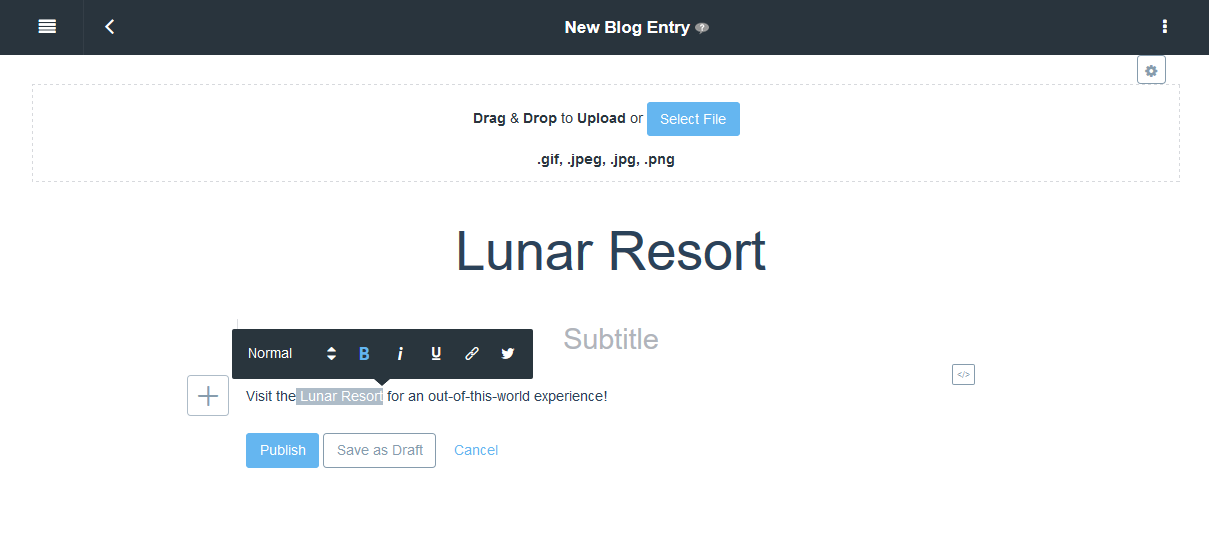 New Blog Entry ?
Drag & Drop to Upload or Select File
.gif, .jpeg, .jpg, .png
Lunar Resort
Subtitle
Normal B i U
</>
Visit the Lunar Resort for an out-of-this-world experience!
Publish Save as Draft Cancel